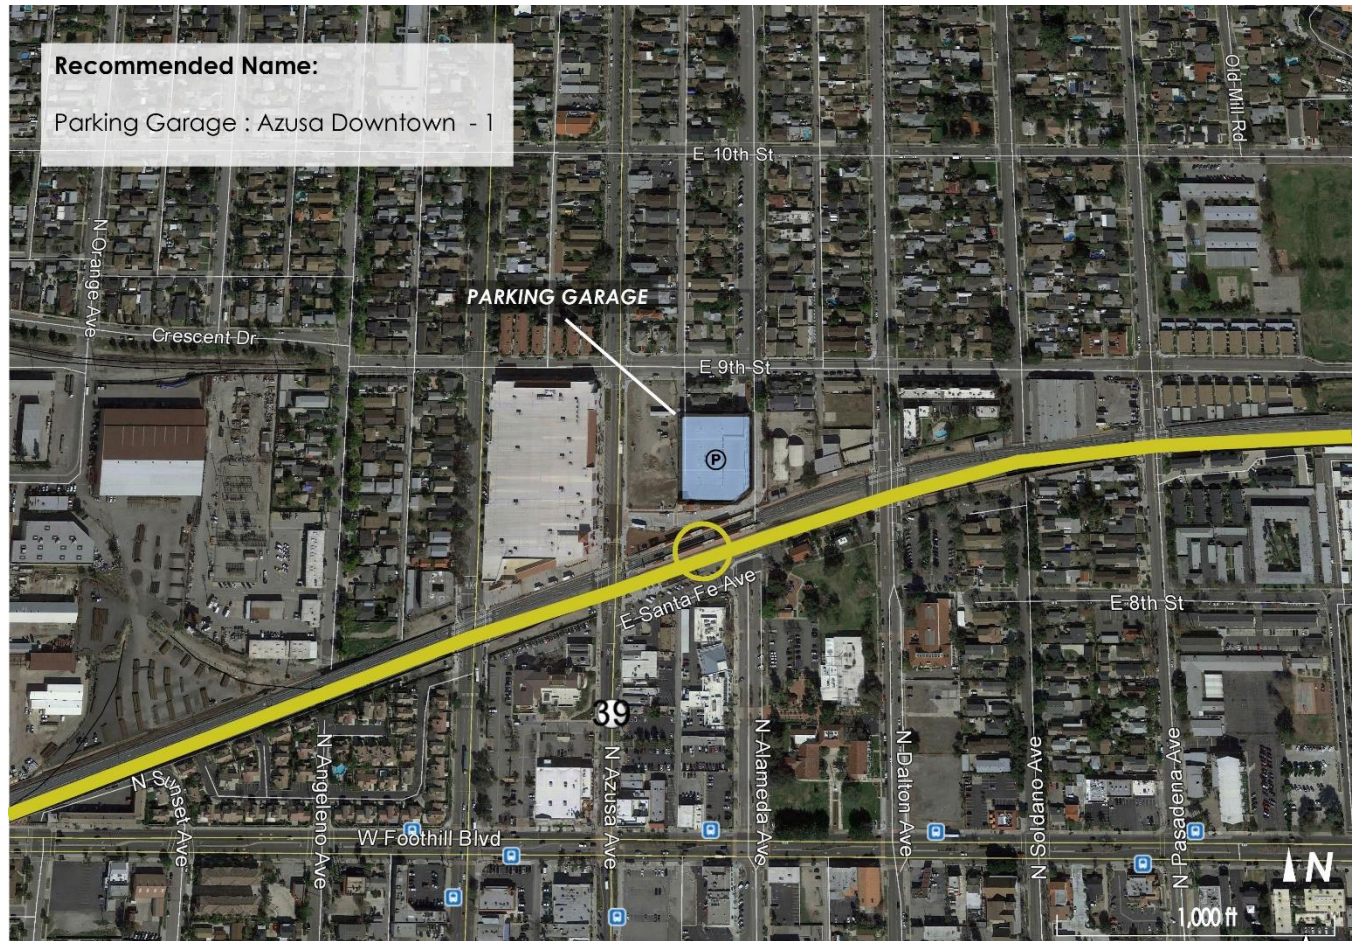 Recommended Name:
Parking Garage : Azusa Downtown - 1
Old Mill Rd
E 10th St
N Orange Ave
PARKING GARAGE
Crescent Dr
E 9th St
P
E Santa Fe Ave
E 8th St
39
N Sunset Ave
N Angeleno Ave
N Azusa Ave
N Alameda Ave
N Dalton Ave
N Soldano Ave
N Pasadena Ave
W Foothill Blvd
N
1,000 ft